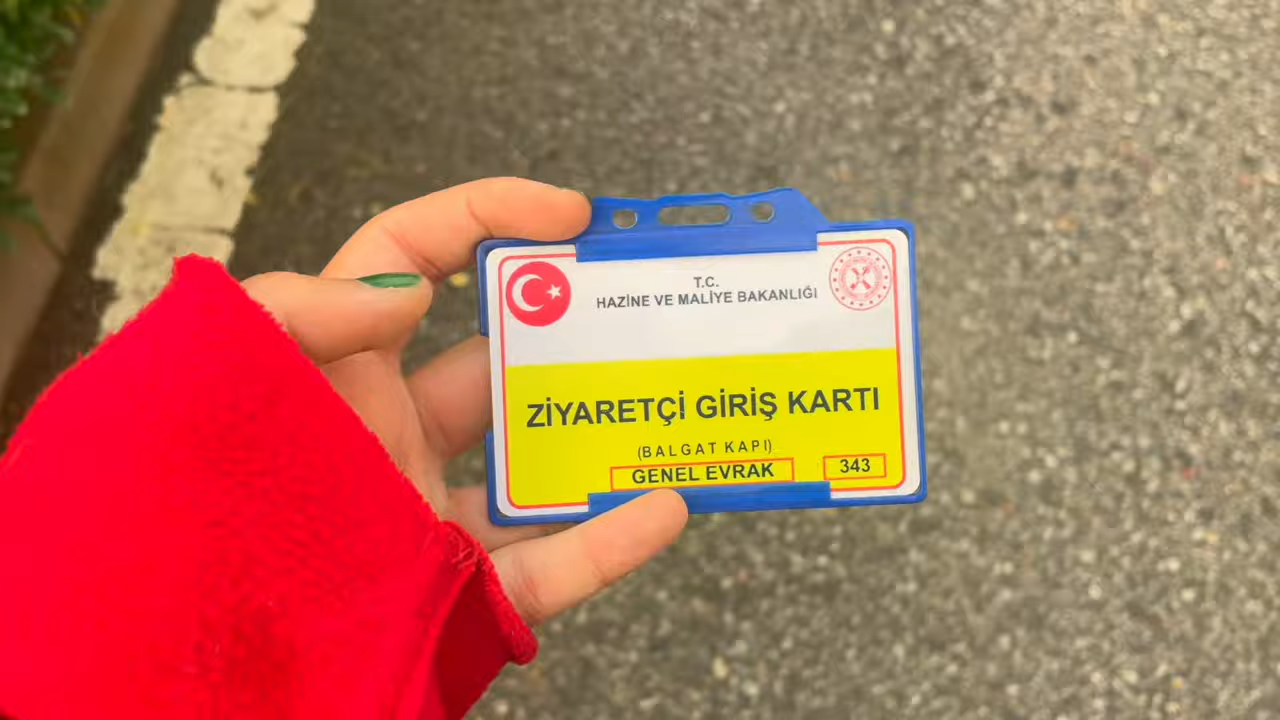 T.C.
HAZİNE VE MALİYE BAKANLIĞI
ZİYARETÇİ GİRİŞ KARTI
(BALGAT KAPI)
GENEL EVRAK
343